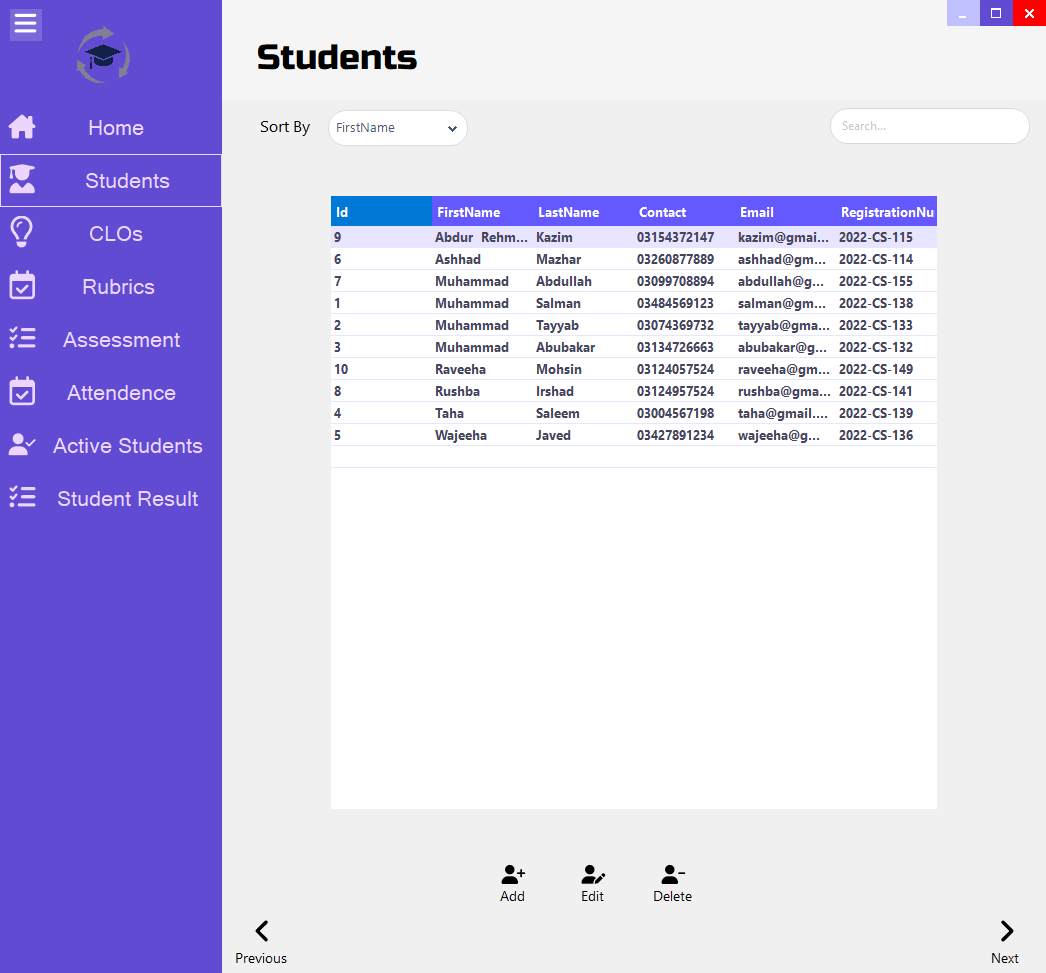 Students
Home
Students
CLOs
Rubrics
Assessment
Attendence
Active Students
Student Result
Sort By FirstName Search...
Id FirstName LastName Contact Email RegistrationNu
9 Abdur Rehm... Kazim 03154372147 kazim@gmai... 2022-CS-115
6 Ashhad Mazhar 03260877889 ashhad@gm... 2022-CS-114
7 Muhammad Abdullah 03099708894 abdullah@g... 2022-CS-155
1 Muhammad Salman 03484569123 salman@gm... 2022-CS-138
2 Muhammad Tayyab 03074369732 tayyab@gma... 2022-CS-133
3 Muhammad Abubakar 03134726663 abubakar@g... 2022-CS-132
10 Raveeha Mohsin 03124057524 raveeha@gm... 2022-CS-149
8 Rushba Irshad 03124957524 rushba@gma... 2022-CS-141
4 Taha Saleem 03004567198 taha@gmail.... 2022-CS-139
5 Wajeeha Javed 03427891234 wajeeha@g... 2022-CS-136
Add Edit Delete
Previous Next